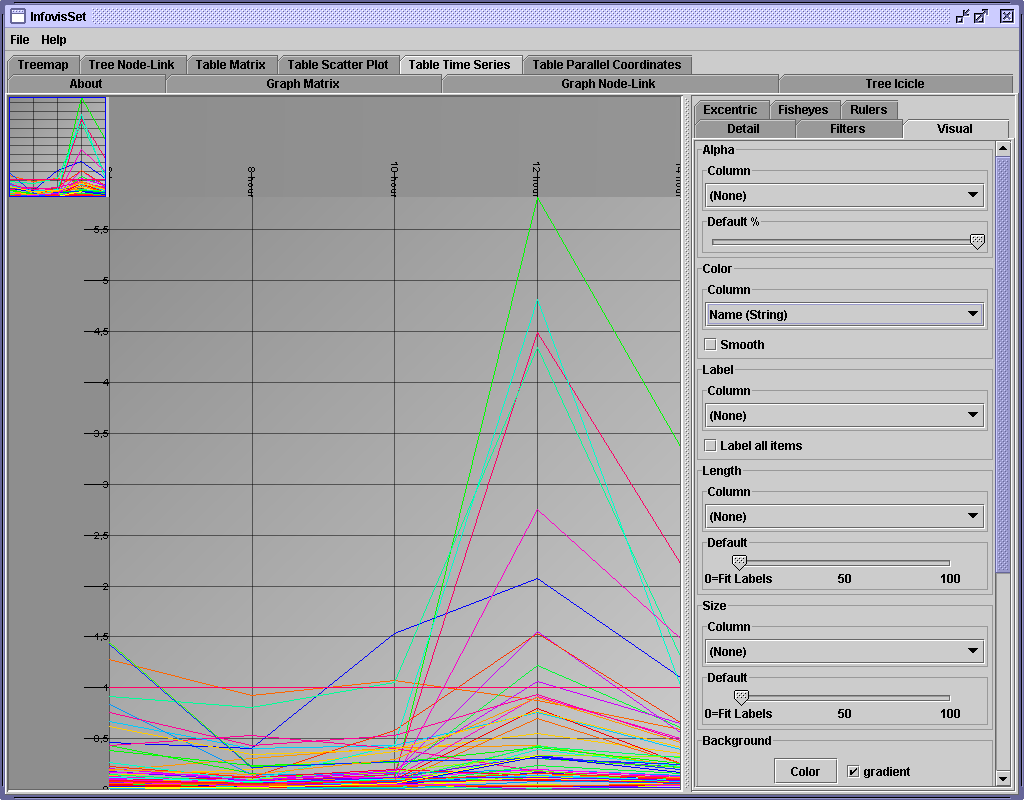 InfovisSet
File Help
Treemap Tree Node-Link Table Matrix Table Scatter Plot Table Time Series Table Parallel Coordinates
About Graph Matrix Graph Node-Link Tree Icicle
Excentric Fisheyes Rulers
Detail Filters Visual
Alpha
Column
(None)
Default %
Color
Column
Name (String)
Smooth
Label
Column
(None)
Label all items
Length
Column
(None)
Default
0=Fit Labels 50 100
Size
Column
(None)
Default
0=Fit Labels 50 100
Background
Color gradient
8 hour
10 hour
12 hour
5,5
5
4,5
4
3,5
3
2,5
2
1,5
1
0,5
0